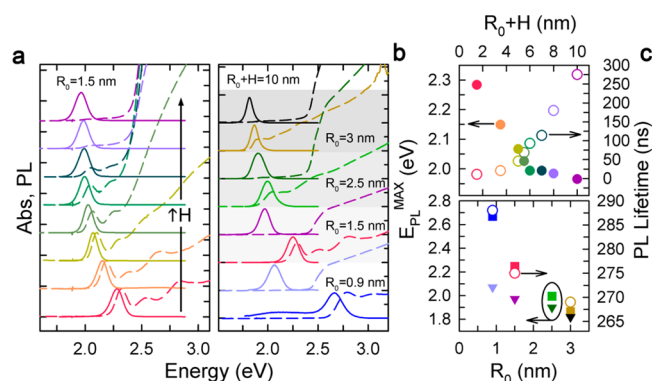 a
R₀=1.5 nm
↑H
Abs, PL
2.0 2.5 3.0
Energy (eV)
R₀+H=10 nm
R₀=3 nm
R₀=2.5 nm
R₀=1.5 nm
R₀=0.9 nm
2.0 2.5 3.0
b
R₀+H (nm)
0 2 4 6 8 10
2.3
2.2
2.1
2.0
E_PL^MAX (eV)
2.8
2.6
2.4
2.2
2.0
1.8
0 1 2 3
R₀ (nm)
c
300
250
200
150
100
50
0
PL Lifetime (ns)
290
285
275
270
265